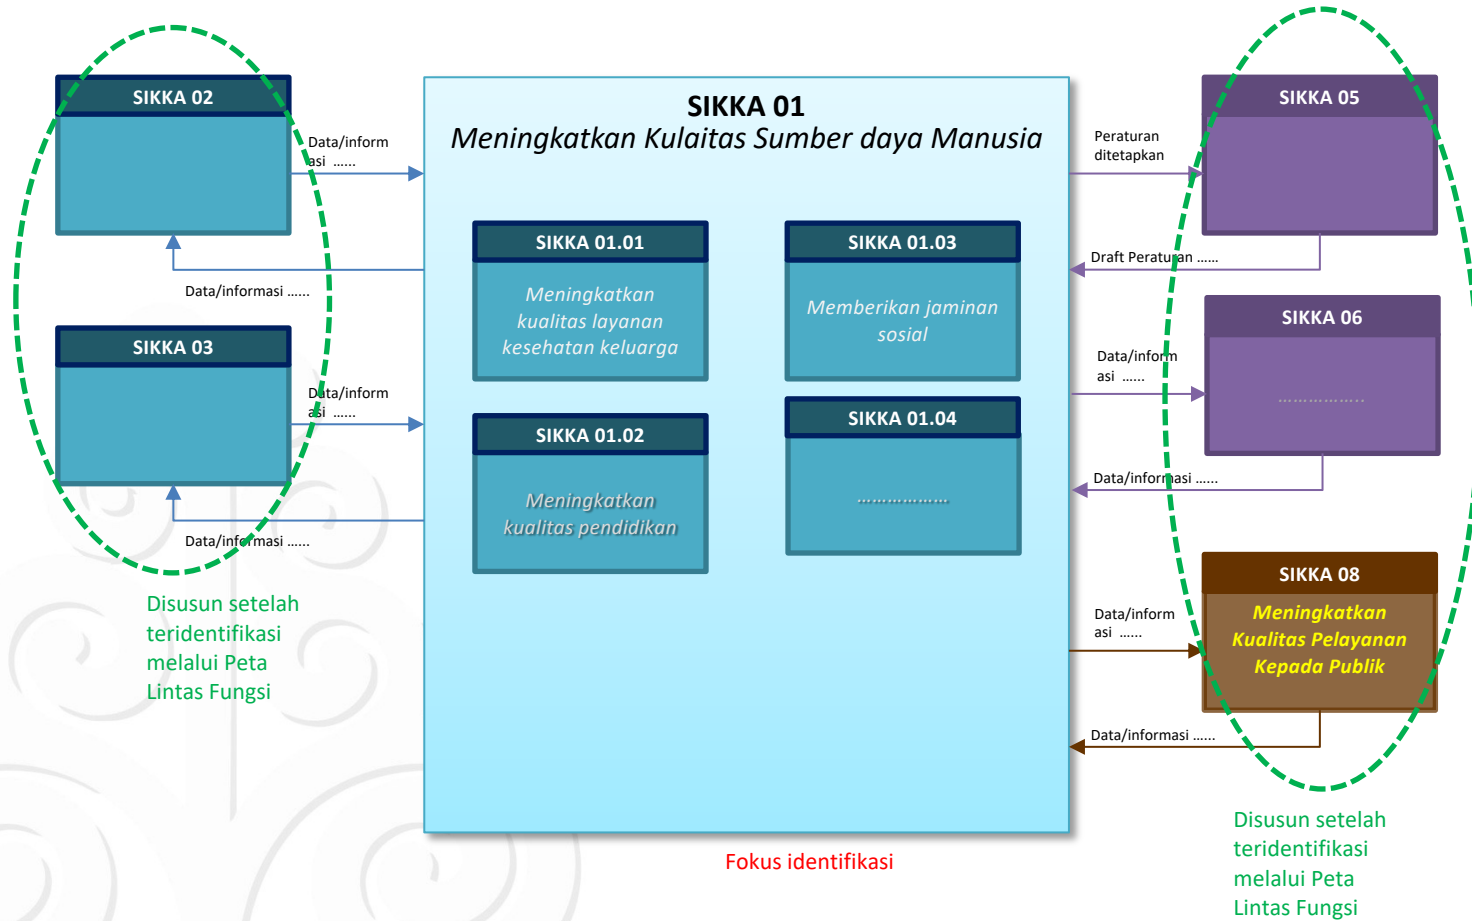 SIKKA 02
Data/inform
asi ......
Data/informasi ......
SIKKA 03
Data/inform
asi ......
Data/informasi ......
Disusun setelah
teridentifikasi
melalui Peta
Lintas Fungsi
SIKKA 01
Meningkatkan Kulaitas Sumber daya Manusia
SIKKA 01.01
Meningkatkan
kualitas layanan
kesehatan keluarga
SIKKA 01.02
Meningkatkan
kualitas pendidikan
SIKKA 01.03
Memberikan jaminan
sosial
SIKKA 01.04
..................
Fokus identifikasi
Peraturan
ditetapkan
SIKKA 05
Draft Peraturan ......
Data/inform
asi ......
SIKKA 06
.................
Data/informasi ......
Data/inform
asi ......
SIKKA 08
Meningkatkan
Kualitas Pelayanan
Kepada Publik
Data/informasi ......
Disusun setelah
teridentifikasi
melalui Peta
Lintas Fungsi